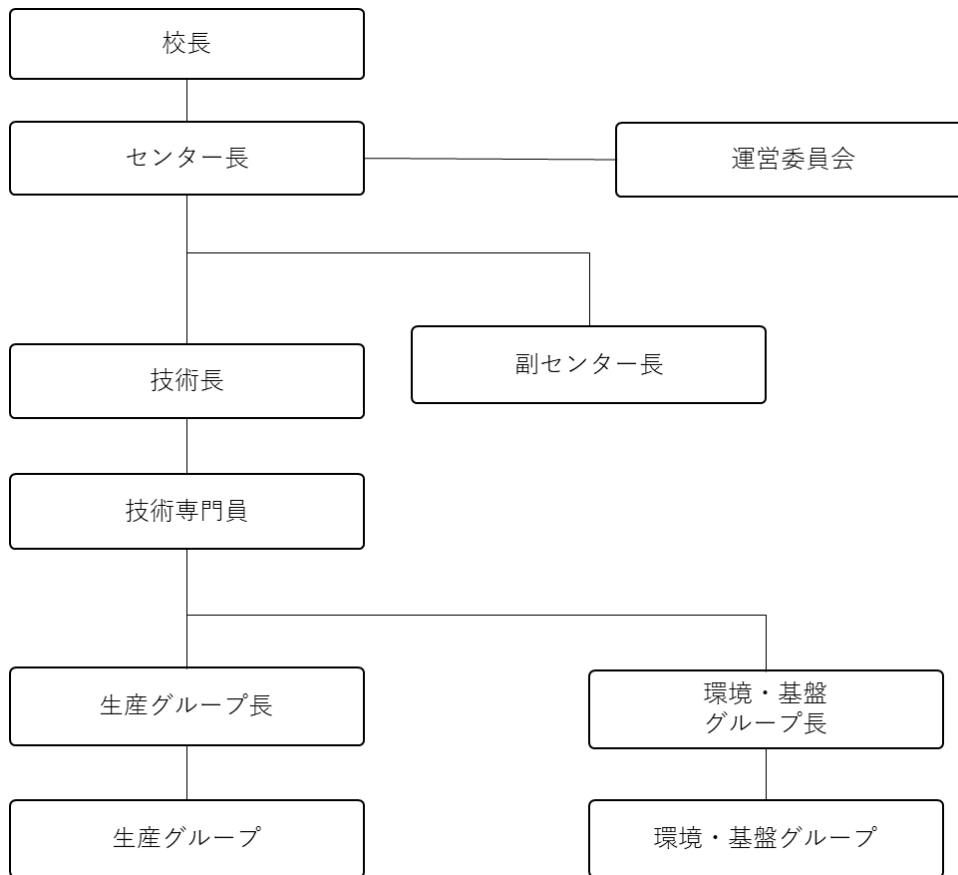 校長
センター長
運営委員会
副センター長
技術長
技術専門員
生産グループ長
環境・基盤
グループ長
生産グループ
環境・基盤グループ